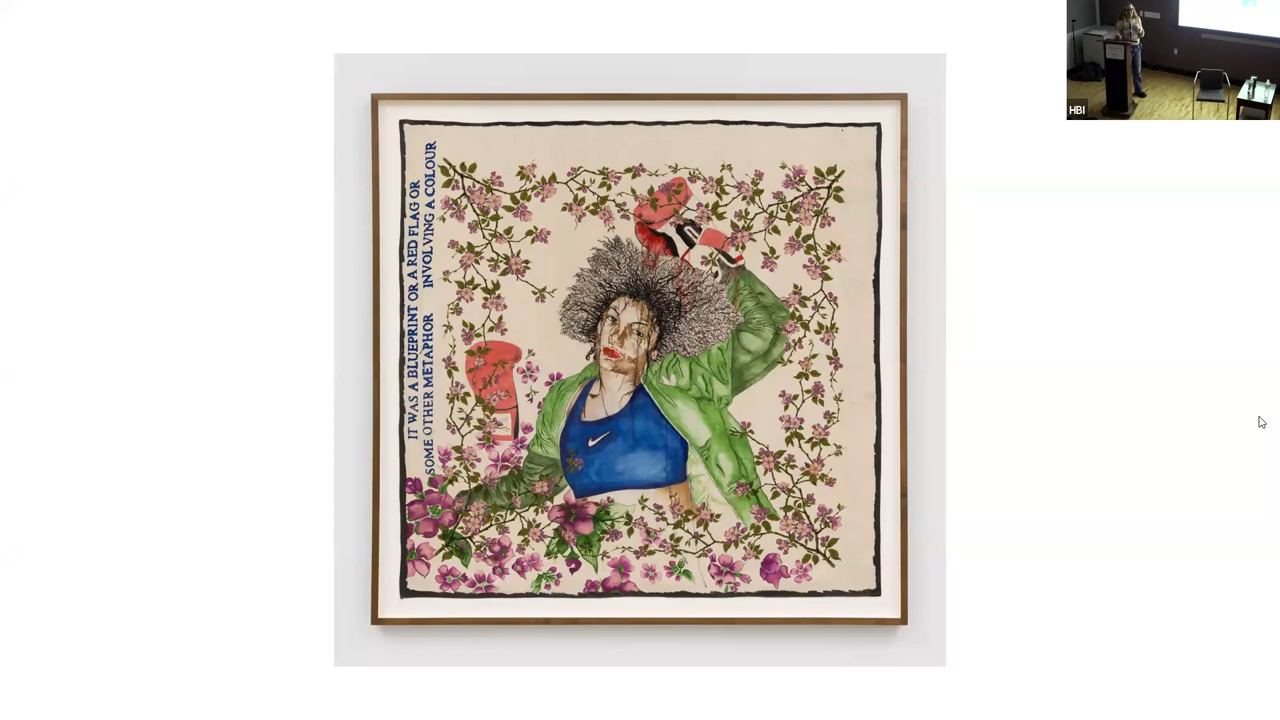 IT WAS A BLUEPRINT OR A RED FLAG OR
SOME OTHER METAPHOR INVOLVING A COLOUR
HBI